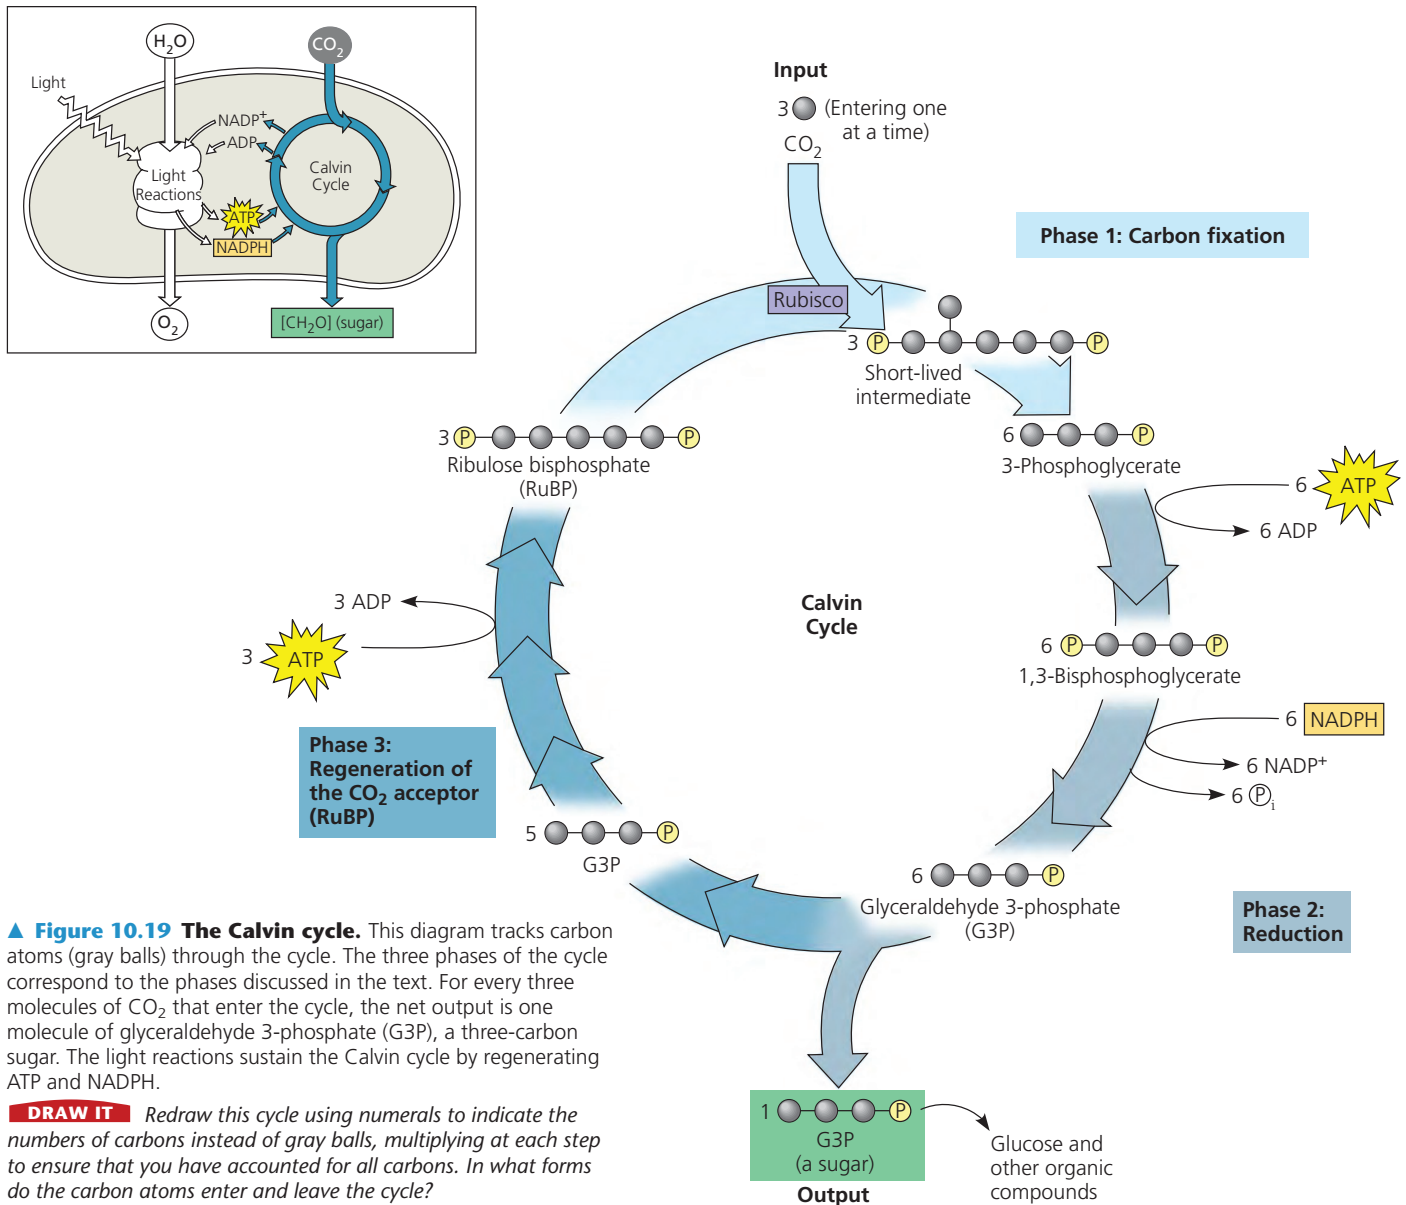 H2O
CO2
Light
NADP+
ADP
Calvin
Cycle
Light
Reactions
ATP
NADPH
O2
[CH2O] (sugar)
Input
3 (Entering one
at a time)
CO2
Phase 1: Carbon fixation
Rubisco
3 P P
Short-lived
intermediate
3 P P
Ribulose bisphosphate
(RuBP)
6 P
3-Phosphoglycerate
6 ATP
6 ADP
Calvin
Cycle
3 ADP
3 ATP
6 P P
1,3-Bisphosphoglycerate
6 NADPH
6 NADP+
6 Pi
Phase 3:
Regeneration of
the CO2 acceptor
(RuBP)
5 P
G3P
6 P
Glyceraldehyde 3-phosphate
(G3P)
Phase 2:
Reduction
1 P
G3P
(a sugar)
Output
Glucose and
other organic
compounds
▲ Figure 10.19 The Calvin cycle. This diagram tracks carbon
atoms (gray balls) through the cycle. The three phases of the cycle
correspond to the phases discussed in the text. For every three
molecules of CO2 that enter the cycle, the net output is one
molecule of glyceraldehyde 3-phosphate (G3P), a three-carbon
sugar. The light reactions sustain the Calvin cycle by regenerating
ATP and NADPH.
DRAW IT Redraw this cycle using numerals to indicate the
numbers of carbons instead of gray balls, multiplying at each step
to ensure that you have accounted for all carbons. In what forms
do the carbon atoms enter and leave the cycle?